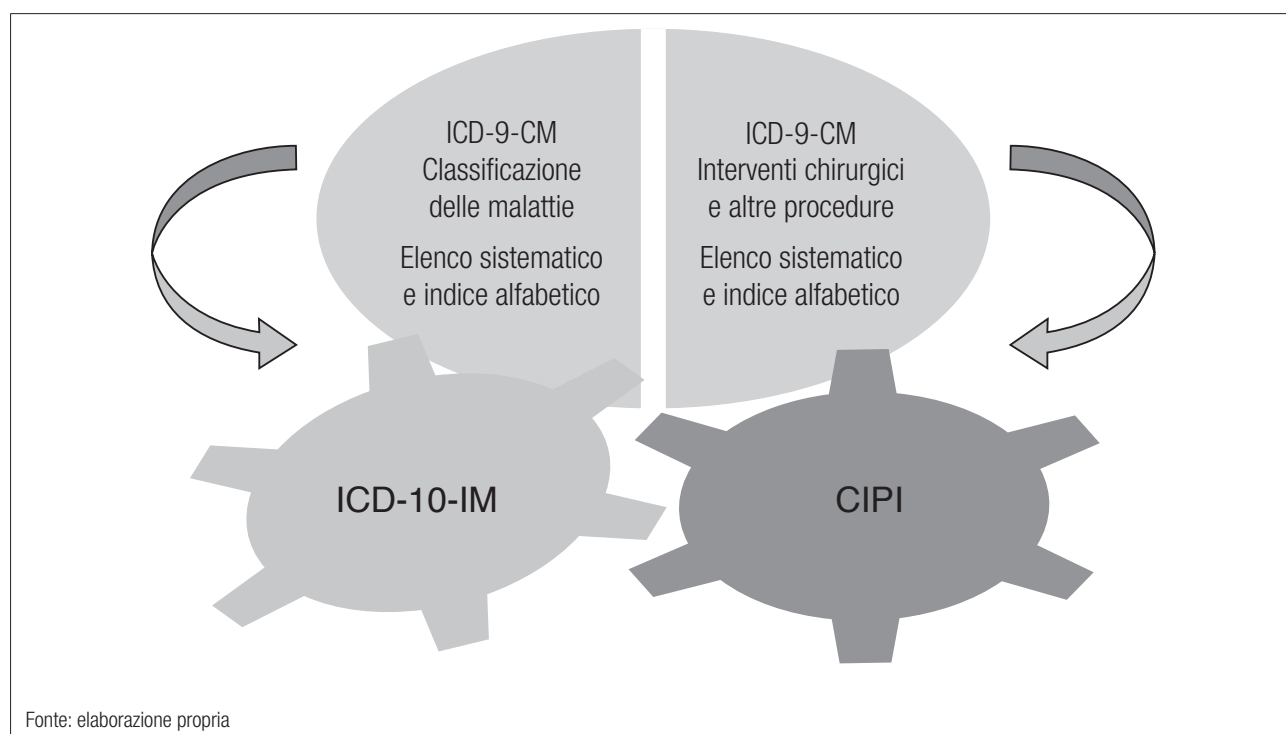 ICD-9-CM
Classificazione
delle malattie
Elenco sistematico
e indice alfabetico
ICD-9-CM
Interventi chirurgici
e altre procedure
Elenco sistematico
e indice alfabetico
ICD-10-IM
CIPI
Fonte: elaborazione propria